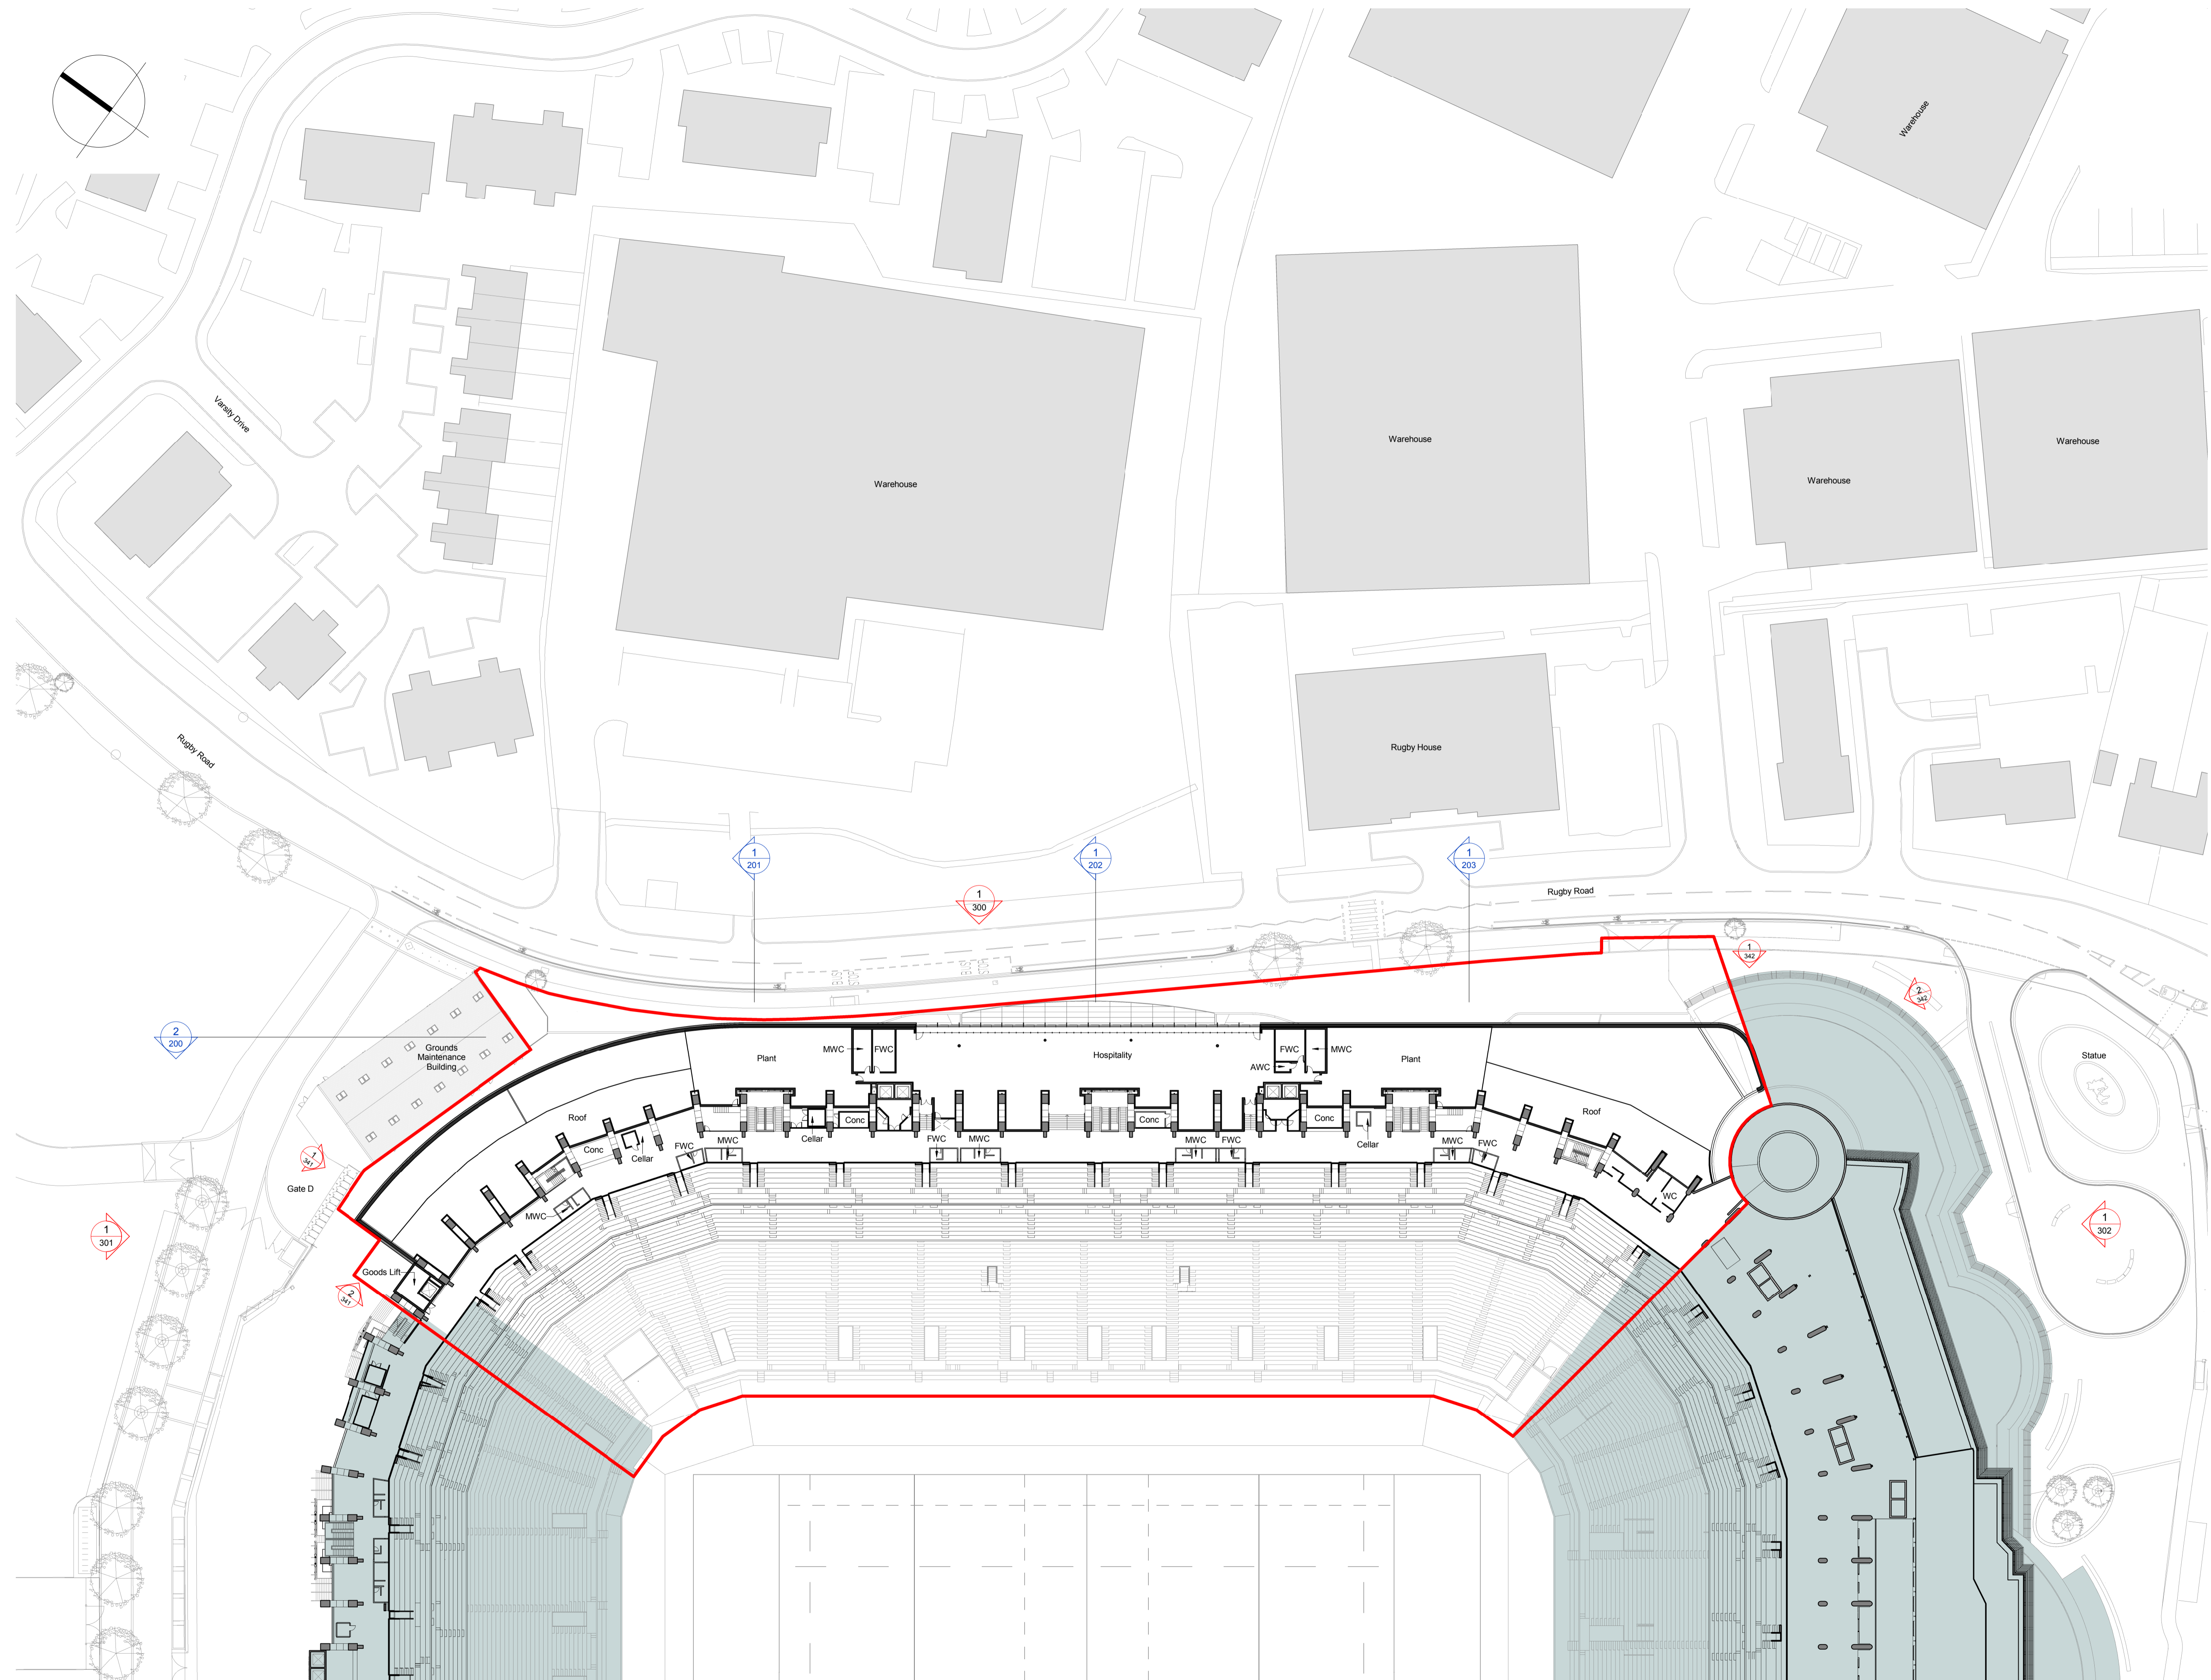 Warehouse
Varsity Drive
Warehouse
Warehouse
Warehouse
Warehouse
Rugby Road
Rugby House
1
201
1
202
1
203
1
300
Rugby Road
1
342
2
342
2
200
Grounds
Maintenance
Building
Plant
MWC
FWC
Hospitality
FWC
MWC
AWC
Plant
Statue
Roof
Conc
Cellar
Conc
Cellar
Conc
Conc
Cellar
Roof
FWC
MWC
FWC
MWC
MWC
FWC
MWC
FWC
1
341
Gate D
MWC
WC
1
301
1
302
Goods Lift
2
341